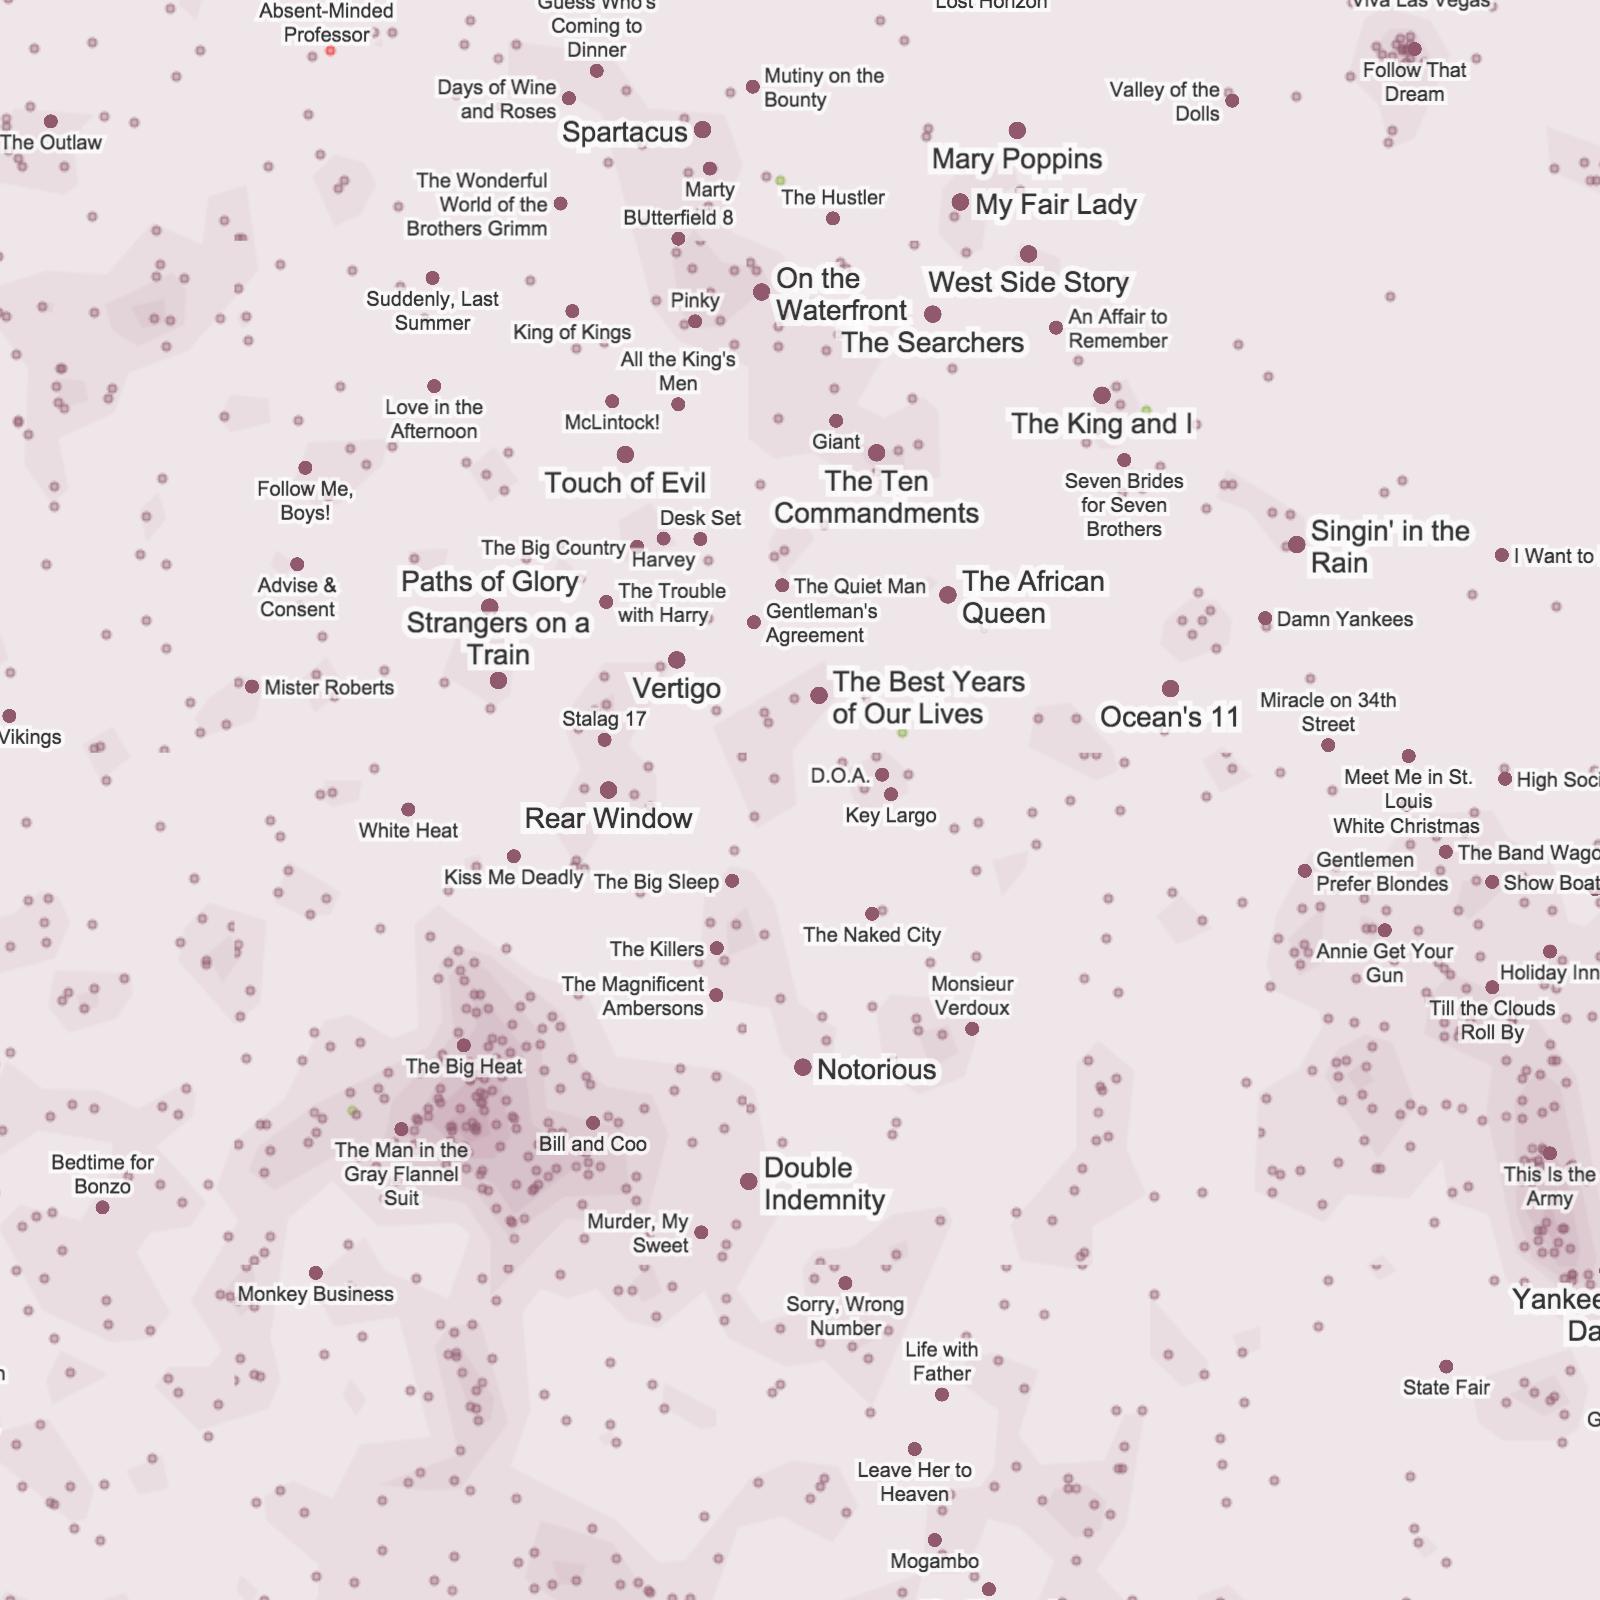 Absent-Minded
Professor
Guess Who's
Coming to
Dinner
Lost Horizon
Viva Las Vegas
Follow That
Dream
Mutiny on the
Bounty
Valley of the
Dolls
Days of Wine
and Roses
Spartacus
The Outlaw
Mary Poppins
Marty
The Wonderful
World of the
Brothers Grimm
The Hustler
My Fair Lady
BUtterfield 8
On the
Waterfront
West Side Story
Suddenly, Last
Summer
Pinky
King of Kings
The Searchers
An Affair to
Remember
All the King's
Men
Love in the
Afternoon
McLintock!
Giant
The King and I
Touch of Evil
The Ten
Commandments
Seven Brides
for Seven
Brothers
Follow Me,
Boys!
Desk Set
The Big Country
Harvey
Singin' in the
Rain
I Want to
Advise &
Consent
Paths of Glory
The Trouble
with Harry
The Quiet Man
Gentleman's
Agreement
The African
Queen
Strangers on a
Train
Damn Yankees
Mister Roberts
Vertigo
The Best Years
of Our Lives
Ocean's 11
Miracle on 34th
Street
Vikings
Stalag 17
D.O.A.
Key Largo
Meet Me in St.
Louis
High Soci
Rear Window
White Heat
White Christmas
Kiss Me Deadly
The Big Sleep
Gentlemen
Prefer Blondes
The Band Wago
Show Boat
The Killers
The Naked City
Annie Get Your
Gun
Holiday Inn
The Magnificent
Ambersons
Monsieur
Verdoux
Till the Clouds
Roll By
The Big Heat
Notorious
The Man in the
Gray Flannel
Suit
Bill and Coo
Bedtime for
Bonzo
Double
Indemnity
This Is the
Army
Murder, My
Sweet
Monkey Business
Sorry, Wrong
Number
Yankee
Da
Life with
Father
State Fair
G
Leave Her to
Heaven
Mogambo